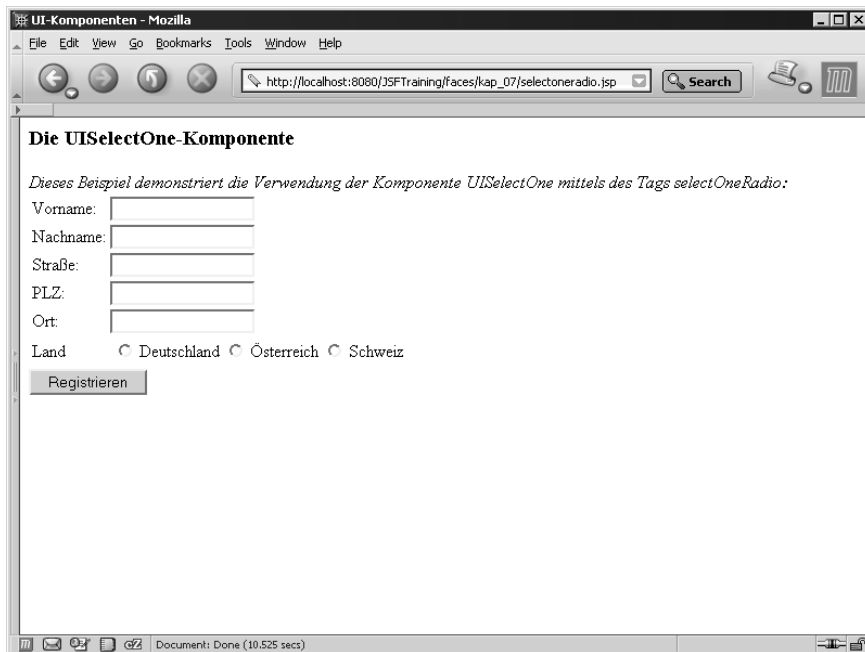 UI-Komponenten - Mozilla
File Edit View Go Bookmarks Tools Window Help
http://localhost:8080/JSFTraining/faces/kap_07/selectoneradio.jsp Search
Die UISelectOne-Komponente
Dieses Beispiel demonstriert die Verwendung der Komponente UISelectOne mittels des Tags selectOneRadio:
Vorname:
Nachname:
Straße:
PLZ:
Ort:
Land Deutschland Österreich Schweiz
Registrieren
Document: Done (10.525 secs)